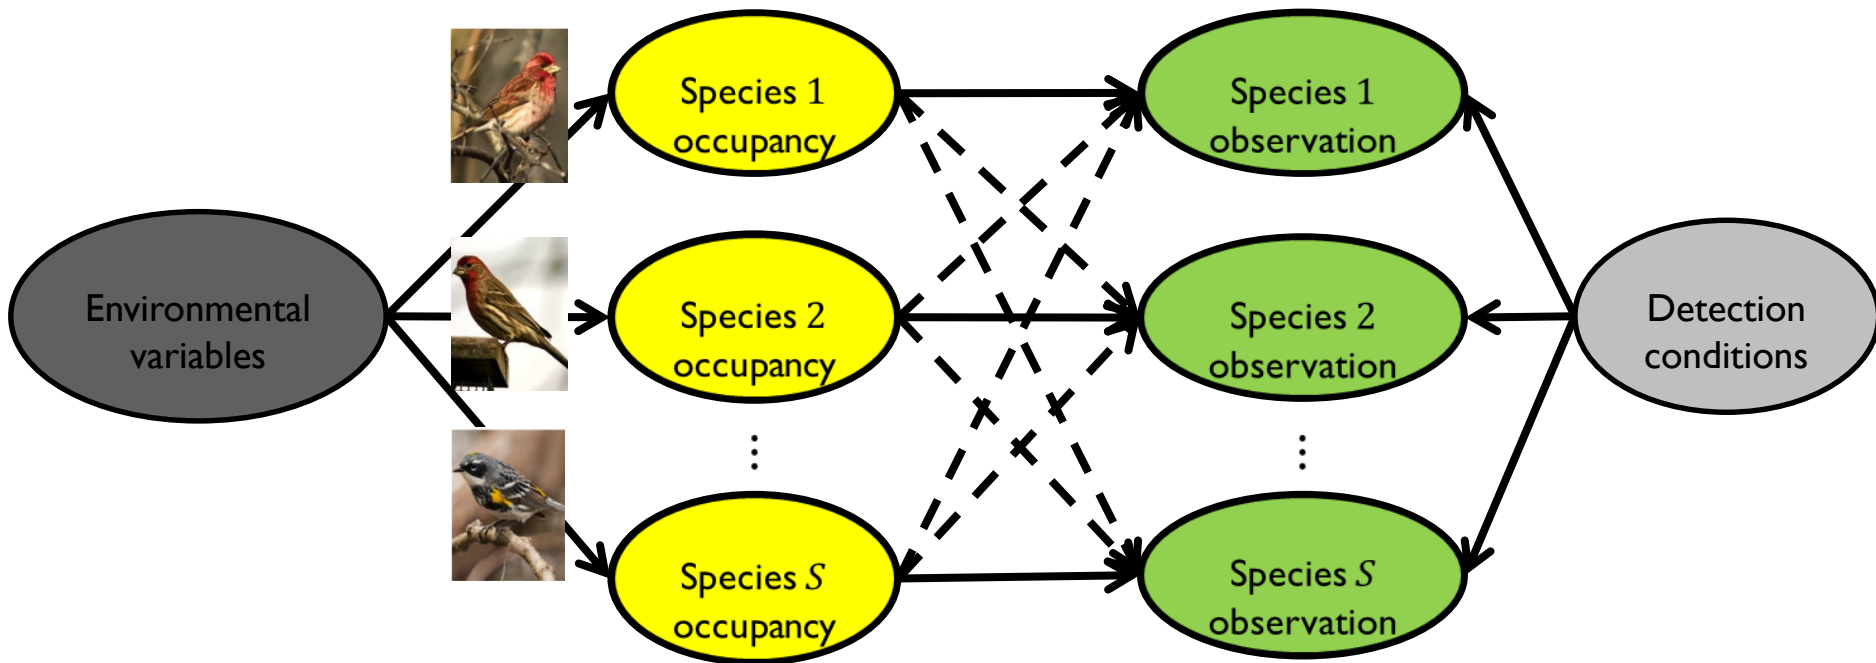 Species 1
occupancy
Species 1
observation
Environmental
variables
Species 2
occupancy
Species 2
observation
Detection
conditions
⋮
⋮
Species S
occupancy
Species S
observation